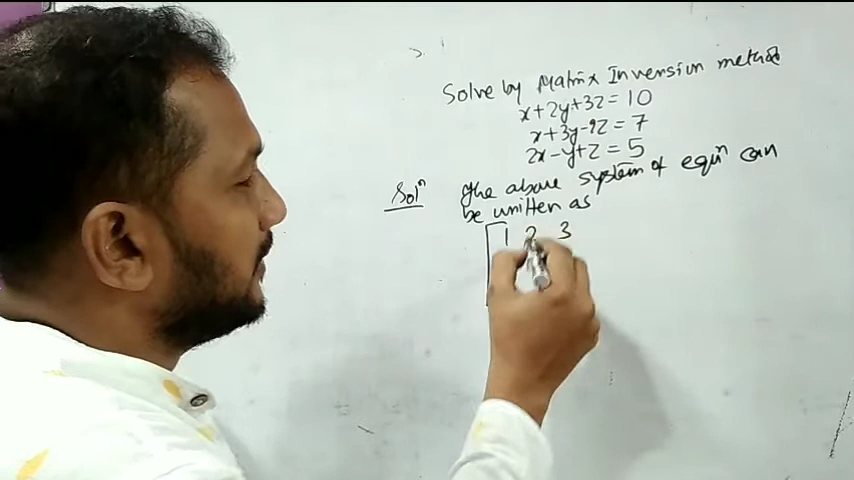 Solve by Matrix Inversion method
x+2y+3z=10
x+3y-9z=7
2x-y+z=5
Solⁿ The above system of equⁿ can
be written as
1 2 3